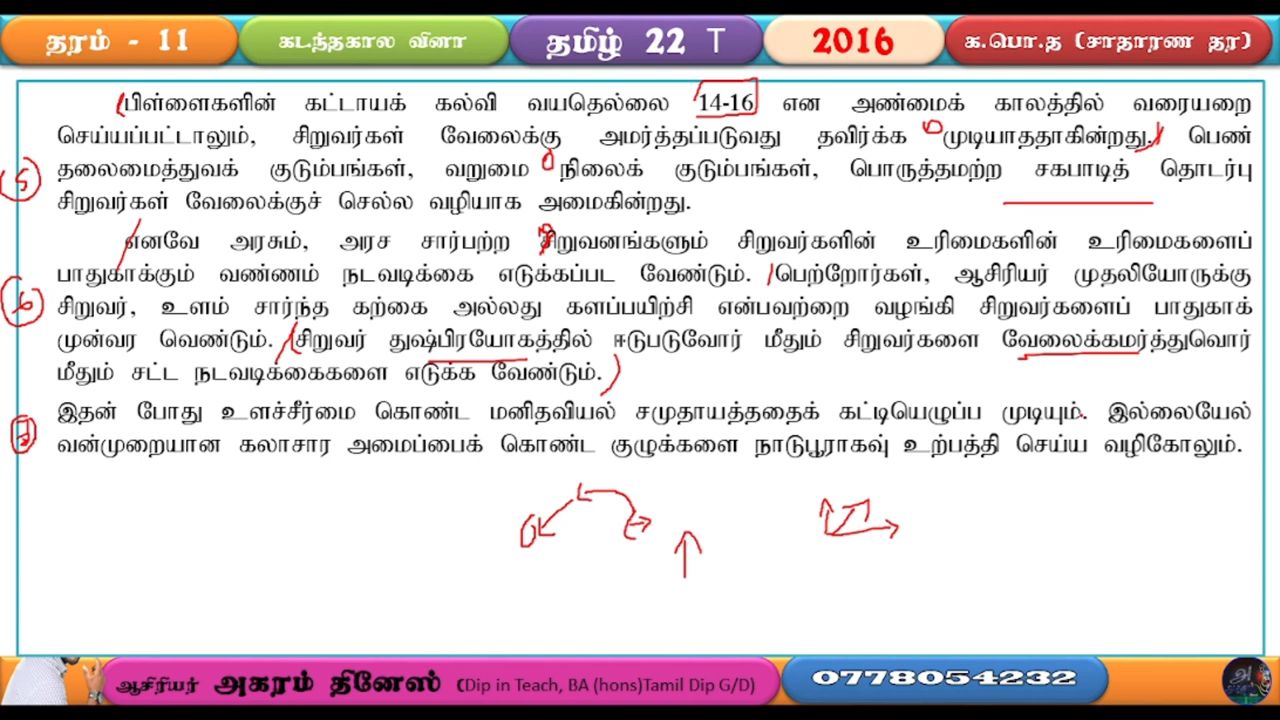 தரம் - 11
கடந்தகால வினா
தமிழ் 22 T
2016
க.பொ.த (சாதாரண தர)
பிள்ளைகளின் கட்டாயக் கல்வி வயதெல்லை 14-16 என அண்மைக் காலத்தில் வரையறை
செய்யப்பட்டாலும், சிறுவர்கள் வேலைக்கு அமர்த்தப்படுவது தவிர்க்க முடியாததாகின்றது. பெண்
5 தலைமைத்துவக் குடும்பங்கள், வறுமை நிலைக் குடும்பங்கள், பொருத்தமற்ற சகபாடித் தொடர்பு
சிறுவர்கள் வேலைக்குச் செல்ல வழியாக அமைகின்றது.
எனவே அரசும், அரச சார்பற்ற சிறுவனங்களும் சிறுவர்களின் உரிமைகளின் உரிமைகளைப்
பாதுகாக்கும் வண்ணம் நடவடிக்கை எடுக்கப்பட வேண்டும். பெற்றோர்கள், ஆசிரியர் முதலியோருக்கு
6 சிறுவர், உளம் சார்ந்த கற்கை அல்லது களப்பயிற்சி என்பவற்றை வழங்கி சிறுவர்களைப் பாதுகாக்
முன்வர வெண்டும். சிறுவர் துஷ்பிரயோகத்தில் ஈடுபடுவோர் மீதும் சிறுவர்களை வேலைக்கமர்த்துவொர்
மீதும் சட்ட நடவடிக்கைகளை எடுக்க வேண்டும்.
இதன் போது உளச்சீர்மை கொண்ட மனிதவியல் சமுதாயத்ததைக் கட்டியெழுப்ப முடியும். இல்லையேல்
வன்முறையான கலாசார அமைப்பைக் கொண்ட குழுக்களை நாடுபூராகவு் உற்பத்தி செய்ய வழிகோலும்.
ஆசிரியர் அகரம் தினேஸ் (Dip in Teach, BA (hons)Tamil Dip G/D)
0778054232